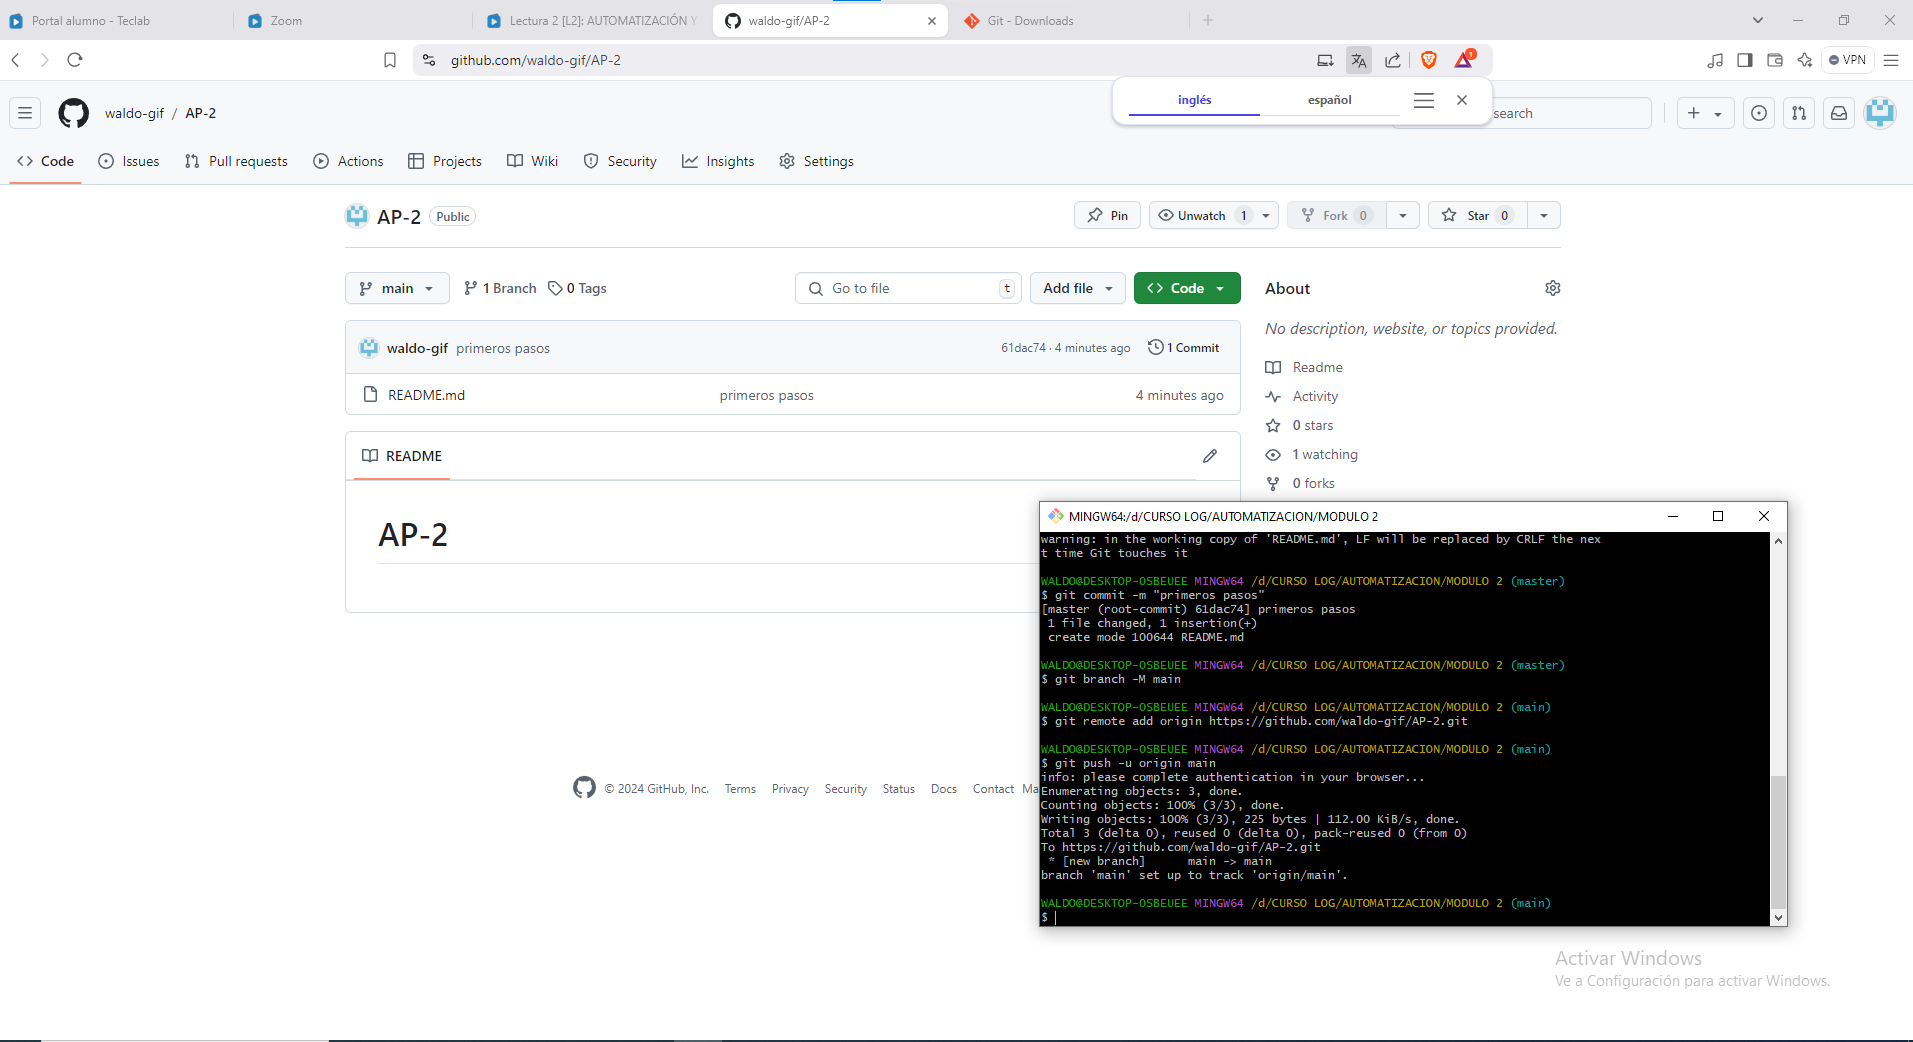 Portal alumno - Teclab
Zoom
Lectura 2 [L2]: AUTOMATIZACIÓN Y
waldo-gif/AP-2
Git - Downloads
github.com/waldo-gif/AP-2
1
VPN
inglés
español
waldo-gif / AP-2
search
Code
Issues
Pull requests
Actions
Projects
Wiki
Security
Insights
Settings
AP-2 Public
Pin
Unwatch 1
Fork 0
Star 0
main
1 Branch
0 Tags
Go to file t
Add file
Code
About
No description, website, or topics provided.
waldo-gif primeros pasos
61dac74 · 4 minutes ago
1 Commit
README.md
primeros pasos
4 minutes ago
Readme
Activity
0 stars
1 watching
0 forks
README
AP-2
MINGW64:/d/CURSO LOG/AUTOMATIZACION/MODULO 2
warning: in the working copy of 'README.md', LF will be replaced by CRLF the nex
t time Git touches it
WALDO@DESKTOP-OSBEUEE MINGW64 /d/CURSO LOG/AUTOMATIZACION/MODULO 2 (master)
$ git commit -m "primeros pasos"
[master (root-commit) 61dac74] primeros pasos
1 file changed, 1 insertion(+)
create mode 100644 README.md
WALDO@DESKTOP-OSBEUEE MINGW64 /d/CURSO LOG/AUTOMATIZACION/MODULO 2 (master)
$ git branch -M main
WALDO@DESKTOP-OSBEUEE MINGW64 /d/CURSO LOG/AUTOMATIZACION/MODULO 2 (main)
$ git remote add origin https://github.com/waldo-gif/AP-2.git
WALDO@DESKTOP-OSBEUEE MINGW64 /d/CURSO LOG/AUTOMATIZACION/MODULO 2 (main)
$ git push -u origin main
info: please complete authentication in your browser...
Enumerating objects: 3, done.
Counting objects: 100% (3/3), done.
Writing objects: 100% (3/3), 225 bytes | 112.00 KiB/s, done.
Total 3 (delta 0), reused 0 (delta 0), pack-reused 0 (from 0)
To https://github.com/waldo-gif/AP-2.git
* [new branch] main -> main
branch 'main' set up to track 'origin/main'.
WALDO@DESKTOP-OSBEUEE MINGW64 /d/CURSO LOG/AUTOMATIZACION/MODULO 2 (main)
$
© 2024 GitHub, Inc.
Terms
Privacy
Security
Status
Docs
Contact
Ma
Activar Windows
Ve a Configuración para activar Windows.